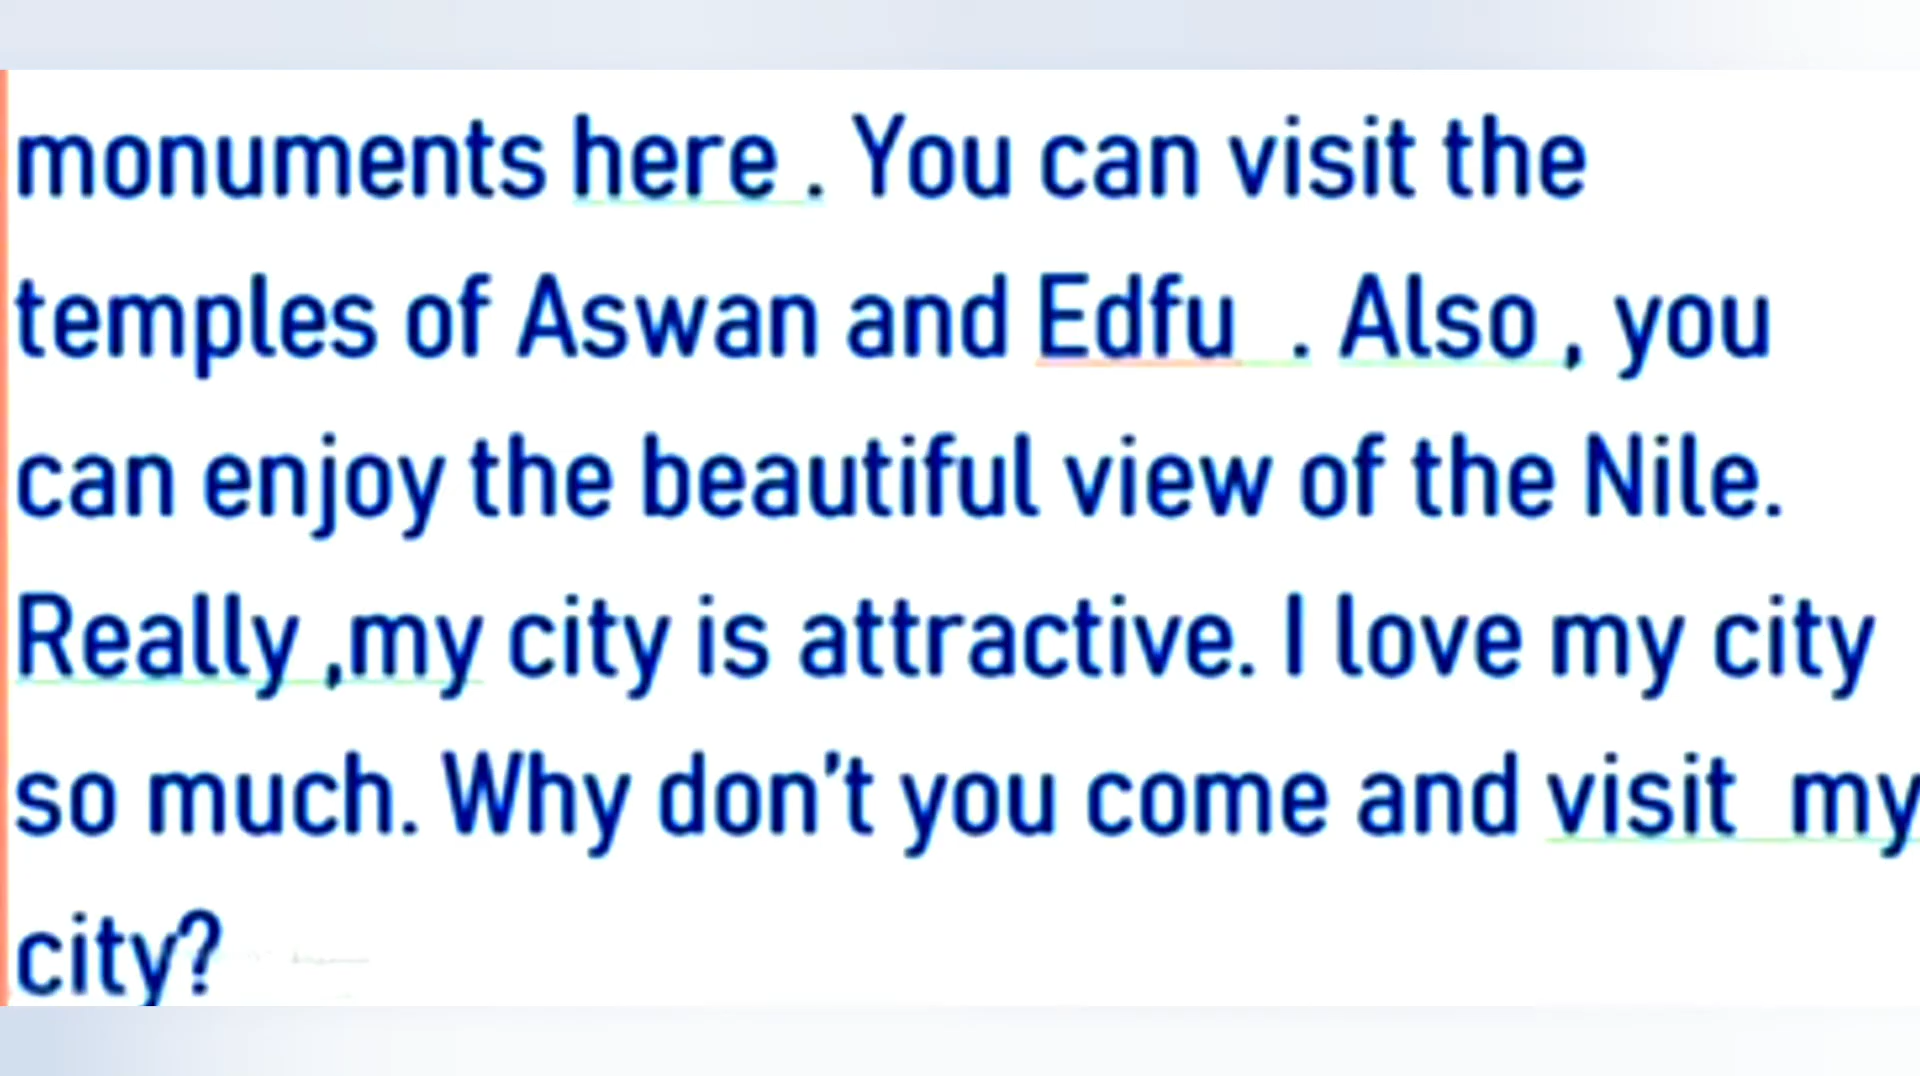 monuments here . You can visit the
temples of Aswan and Edfu  . Also , you
can enjoy the beautiful view of the Nile.
Really ,my city is attractive. I love my city
so much. Why don’t you come and visit  my
city?